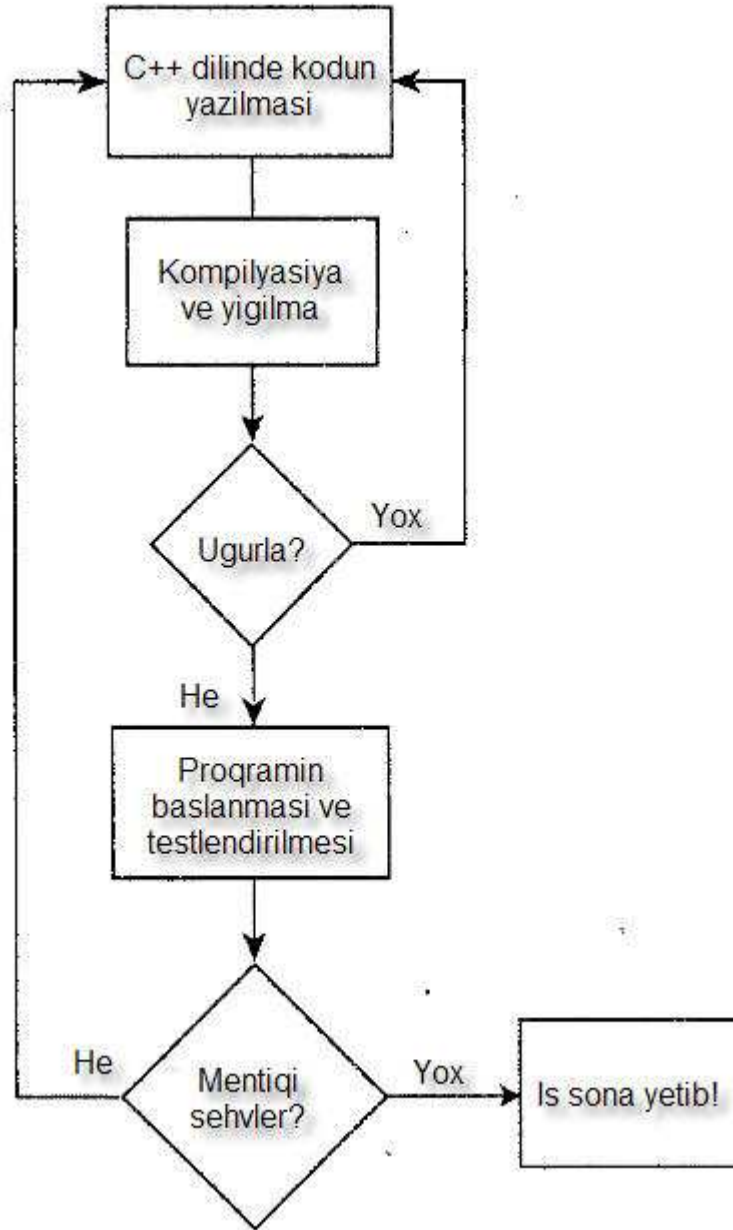 C++ dilinde kodun
yazilmasi
Kompilyasiya
ve yigilma
Ugurla?
Yox
He
Proqramin
baslanmasi ve
testlendirilmesi
He
Mentiqi
sehvler?
Yox
Is sona yetib!